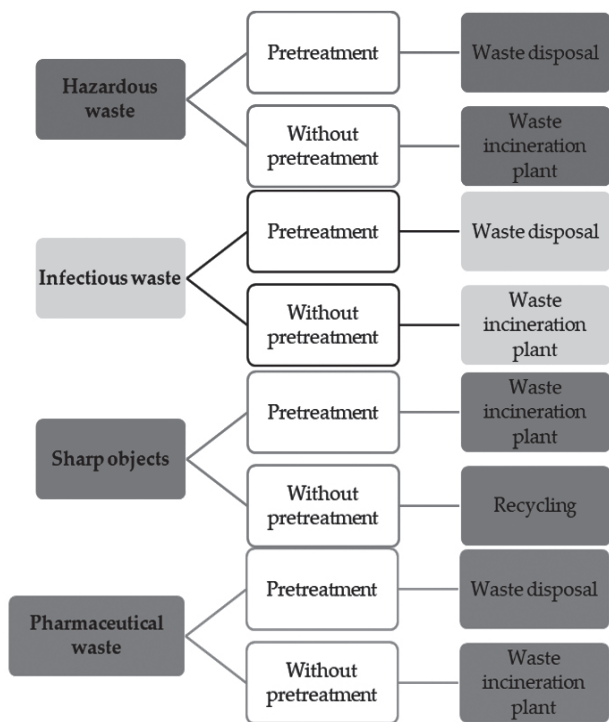 Hazardous
waste
Pretreatment
Waste disposal
Without
pretreatment
Waste
incineration
plant
Infectious waste
Pretreatment
Waste disposal
Without
pretreatment
Waste
incineration
plant
Sharp objects
Pretreatment
Waste
incineration
plant
Without
pretreatment
Recycling
Pharmaceutical
waste
Pretreatment
Waste disposal
Without
pretreatment
Waste
incineration
plant